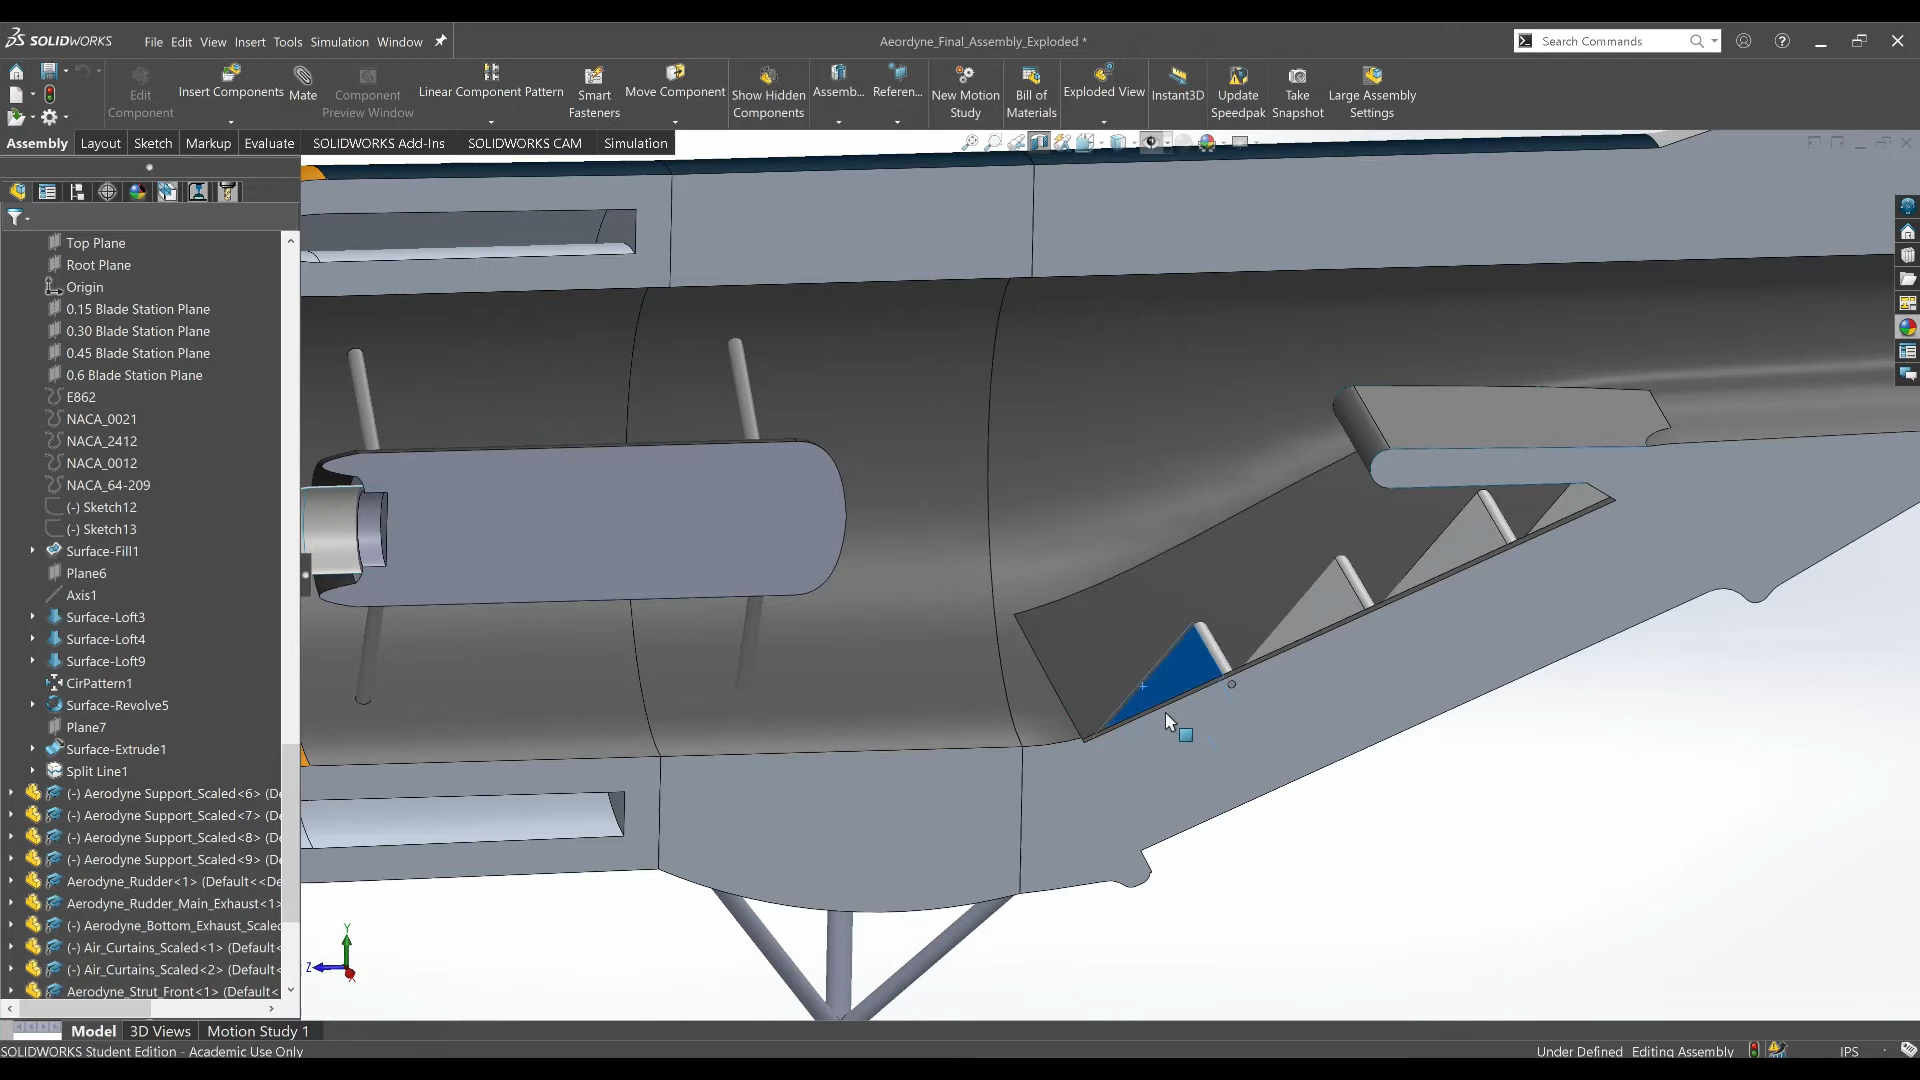 SOLIDWORKS File Edit View Insert Tools Simulation Window Aeordyne_Final_Assembly_Exploded * Search Commands
Edit Component
Insert Components
Mate
Component Preview Window
Linear Component Pattern
Smart Fasteners
Move Component
Show Hidden Components
Assemb...
Referen...
New Motion Study
Bill of Materials
Exploded View
Instant3D
Update Speedpak
Take Snapshot
Large Assembly Settings
Assembly Layout Sketch Markup Evaluate SOLIDWORKS Add-Ins SOLIDWORKS CAM Simulation
Top Plane
Root Plane
Origin
0.15 Blade Station Plane
0.30 Blade Station Plane
0.45 Blade Station Plane
0.6 Blade Station Plane
E862
NACA_0021
NACA_2412
NACA_0012
NACA_64-209
(-) Sketch12
(-) Sketch13
Surface-Fill1
Plane6
Axis1
Surface-Loft3
Surface-Loft4
Surface-Loft9
CirPattern1
Surface-Revolve5
Plane7
Surface-Extrude1
Split Line1
(-) Aerodyne Support_Scaled<6> (De
(-) Aerodyne Support_Scaled<7> (De
(-) Aerodyne Support_Scaled<8> (De
(-) Aerodyne Support_Scaled<9> (De
Aerodyne_Rudder<1> (Default<<De
Aerodyne_Rudder_Main_Exhaust<1>
(-) Aerodyne_Bottom_Exhaust_Scaled
(-) Air_Curtains_Scaled<1> (Default<
(-) Air_Curtains_Scaled<2> (Default<
Aerodyne_Strut_Front<1> (Default<
Y
Z
X
Model 3D Views Motion Study 1
SOLIDWORKS Student Edition - Academic Use Only Under Defined Editing Assembly IPS